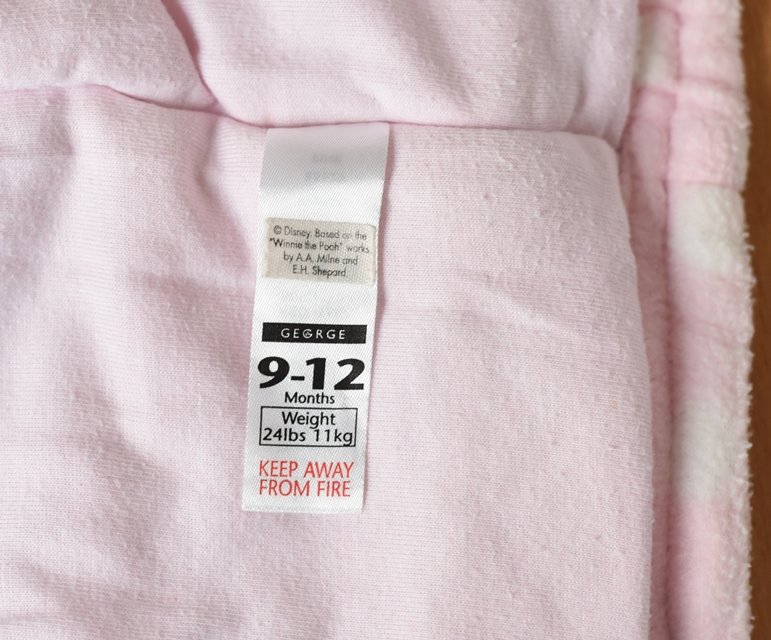 © Disney. Based on the
"Winnie the Pooh" works
by A.A. Milne and
E.H. Shepard.
GEORGE
9-12
Months
Weight
24lbs 11kg
KEEP AWAY
FROM FIRE